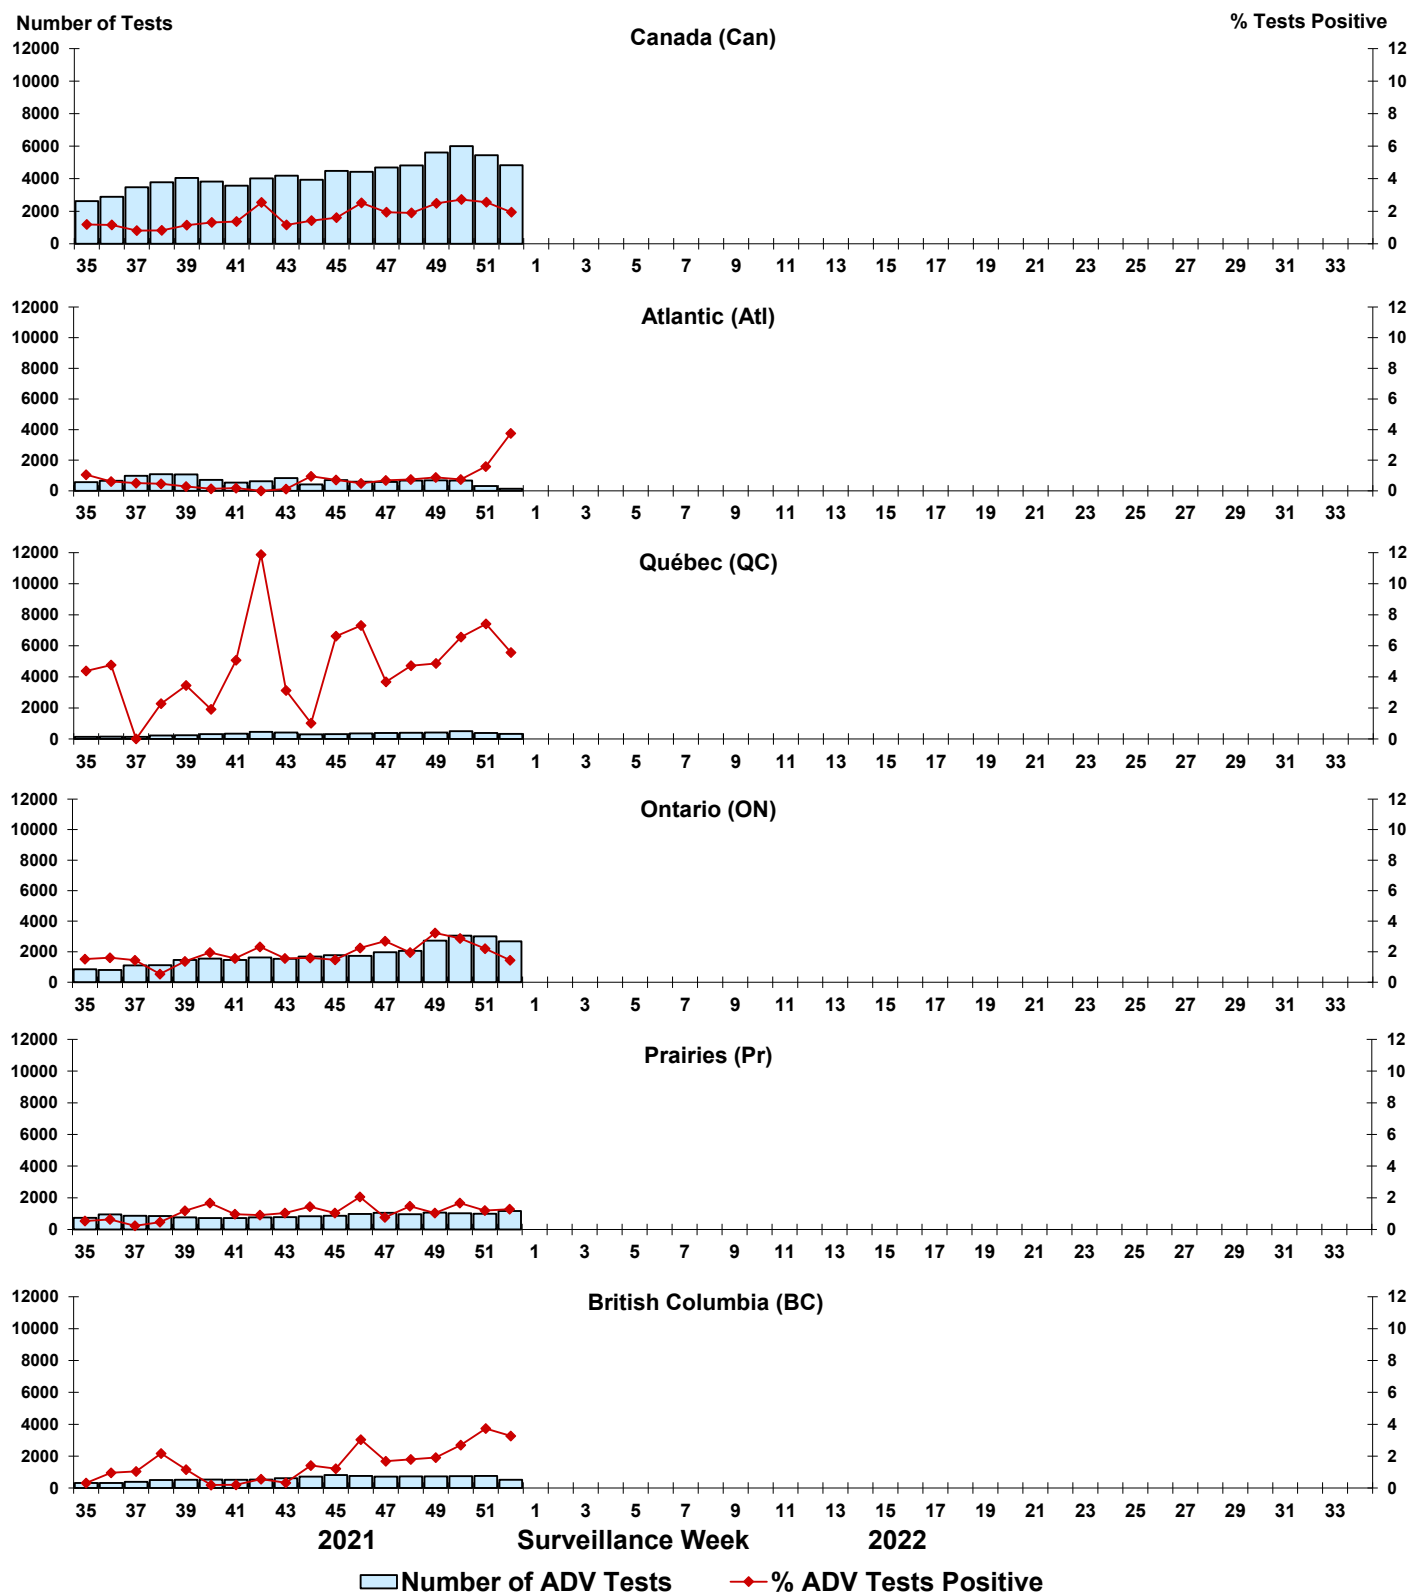 Number of Tests
% Tests Positive
Canada (Can)
12000 12
10000 10
8000 8
6000 6
4000 4
2000 2
0 0
35 37 39 41 43 45 47 49 51 1 3 5 7 9 11 13 15 17 19 21 23 25 27 29 31 33
Atlantic (Atl)
12000 12
10000 10
8000 8
6000 6
4000 4
2000 2
0 0
35 37 39 41 43 45 47 49 51 1 3 5 7 9 11 13 15 17 19 21 23 25 27 29 31 33
Québec (QC)
12000 12
10000 10
8000 8
6000 6
4000 4
2000 2
0 0
35 37 39 41 43 45 47 49 51 1 3 5 7 9 11 13 15 17 19 21 23 25 27 29 31 33
Ontario (ON)
12000 12
10000 10
8000 8
6000 6
4000 4
2000 2
0 0
35 37 39 41 43 45 47 49 51 1 3 5 7 9 11 13 15 17 19 21 23 25 27 29 31 33
Prairies (Pr)
12000 12
10000 10
8000 8
6000 6
4000 4
2000 2
0 0
35 37 39 41 43 45 47 49 51 1 3 5 7 9 11 13 15 17 19 21 23 25 27 29 31 33
British Columbia (BC)
12000 12
10000 10
8000 8
6000 6
4000 4
2000 2
0 0
35 37 39 41 43 45 47 49 51 1 3 5 7 9 11 13 15 17 19 21 23 25 27 29 31 33
2021 Surveillance Week 2022
Number of ADV Tests % ADV Tests Positive